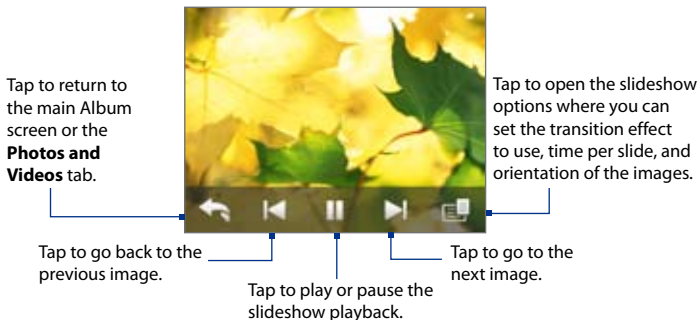 Tap to return to
the main Album
screen or the
Photos and
Videos tab.
Tap to open the slideshow
options where you can
set the transition effect
to use, time per slide, and
orientation of the images.
Tap to go back to the
previous image.
Tap to play or pause the
slideshow playback.
Tap to go to the
next image.